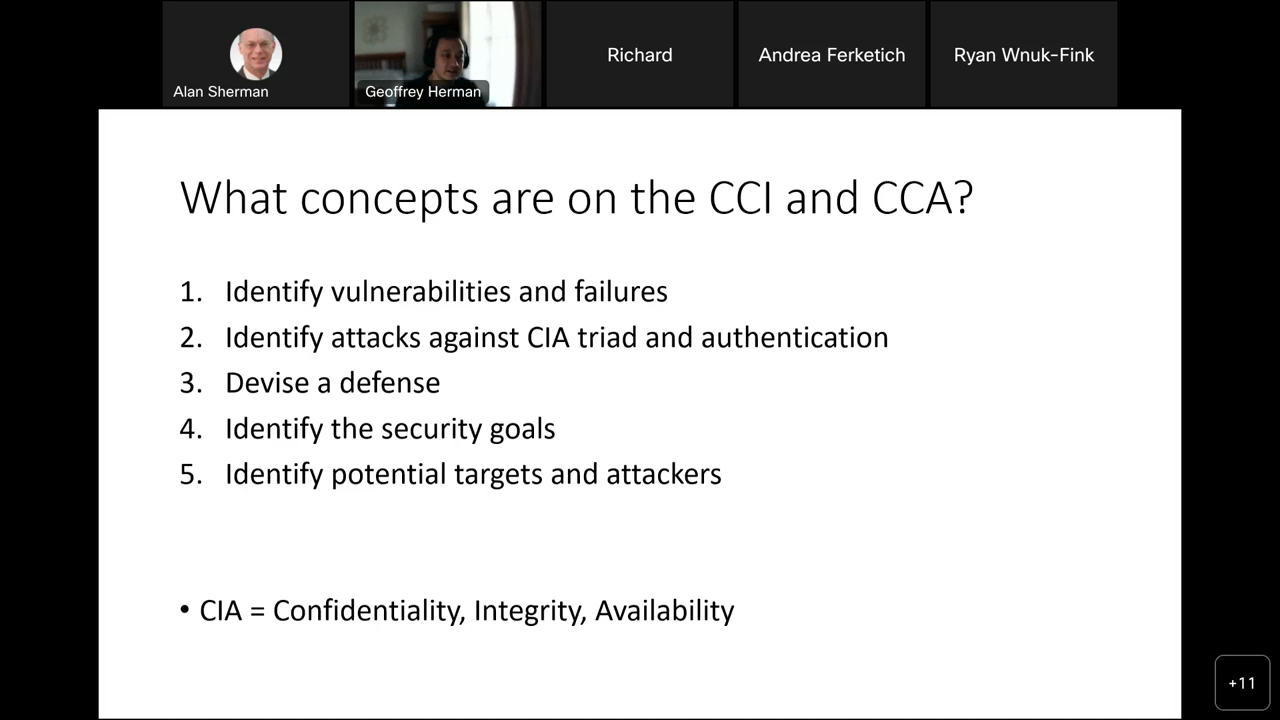 Alan Sherman
Geoffrey Herman
Richard
Andrea Ferketich
Ryan Wnuk-Fink
What concepts are on the CCI and CCA?
1. Identify vulnerabilities and failures
2. Identify attacks against CIA triad and authentication
3. Devise a defense
4. Identify the security goals
5. Identify potential targets and attackers
• CIA = Confidentiality, Integrity, Availability
+11